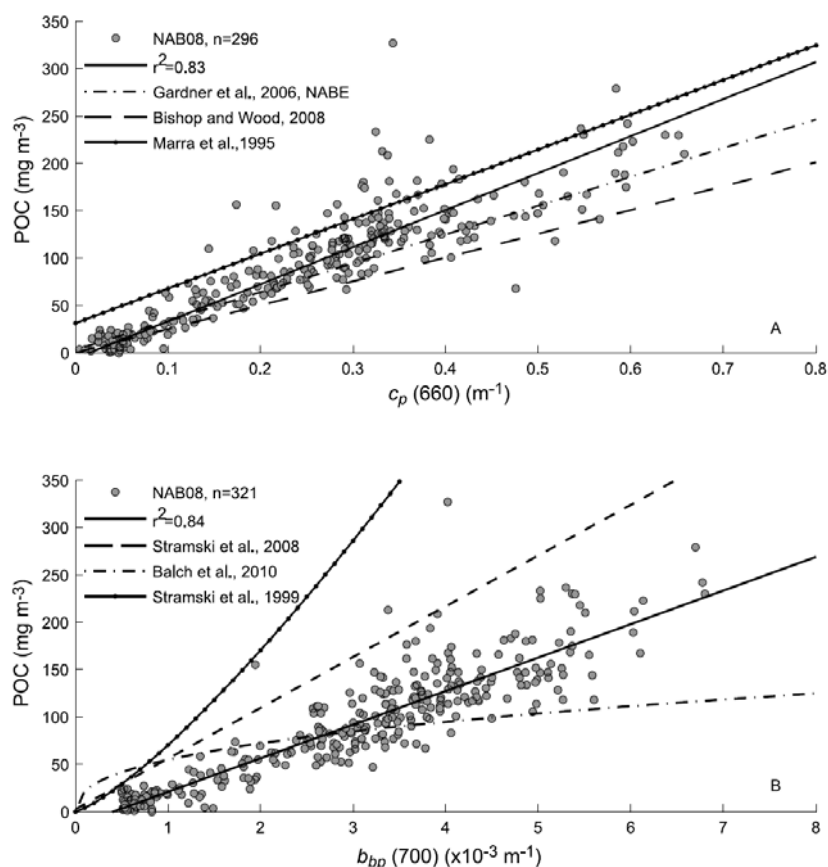 350
300
250
200
150
100
50
0
POC (mg m-3)
NAB08, n=296
r2=0.83
Gardner et al., 2006, NABE
Bishop and Wood, 2008
Marra et al.,1995
A
0 0.1 0.2 0.3 0.4 0.5 0.6 0.7 0.8
cp (660) (m-1)
350
300
250
200
150
100
50
0
POC (mg m-3)
NAB08, n=321
r2=0.84
Stramski et al., 2008
Balch et al., 2010
Stramski et al., 1999
B
0 1 2 3 4 5 6 7 8
bbp (700) (x10-3 m-1)